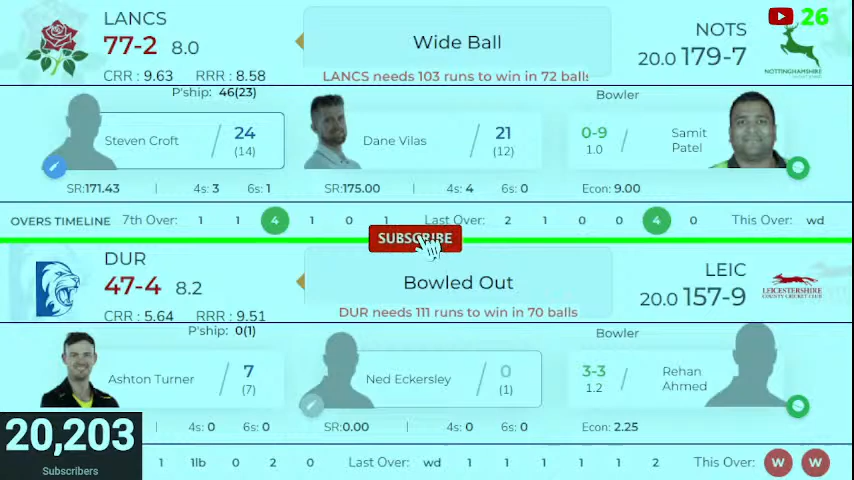 LANCS
77-2 8.0
CRR : 9.63 RRR : 8.58
Wide Ball
LANCS needs 103 runs to win in 72 balls
26
NOTS
20.0 179-7
NOTTINGHAMSHIRE
P'ship: 46(23)
Bowler
Steven Croft 24 (14)
Dane Vilas 21 (12)
0-9 1.0 Samit Patel
SR:171.43 | 4s: 3 6s: 1
SR:175.00 | 4s: 4 6s: 0
Econ: 9.00
OVERS TIMELINE 7th Over: 1 1 4 1 0 1 Last Over: 2 1 0 0 4 0 This Over: wd
SUBSCRIBE
DUR
47-4 8.2
CRR : 5.64 RRR : 9.51
Bowled Out
DUR needs 111 runs to win in 70 balls
LEIC
20.0 157-9
LEICESTERSHIRE
COUNTY CRICKET CLUB
P'ship: 0(1)
Bowler
Ashton Turner 7 (7)
Ned Eckersley 0 (1)
3-3 1.2 Rehan Ahmed
| 4s: 0 6s: 0
SR:0.00 | 4s: 0 6s: 0
Econ: 2.25
20,203
Subscribers
1 1lb 0 2 0 Last Over: wd 1 1 1 1 1 2 This Over: W W